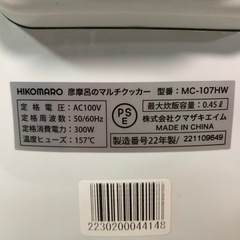 HIKOMARO 彦摩呂のマルチクッカー 型番：MC-107HW
定格電圧 AC100V
定格周波数 50/60Hz
定格消費電力 300W
温度ヒューズ 157℃
PSE
最大炊飯容量 0.45ℓ
株式会社クマザキエイム
MADE IN CHINA
製造番号22年製/221109649
2230200044148